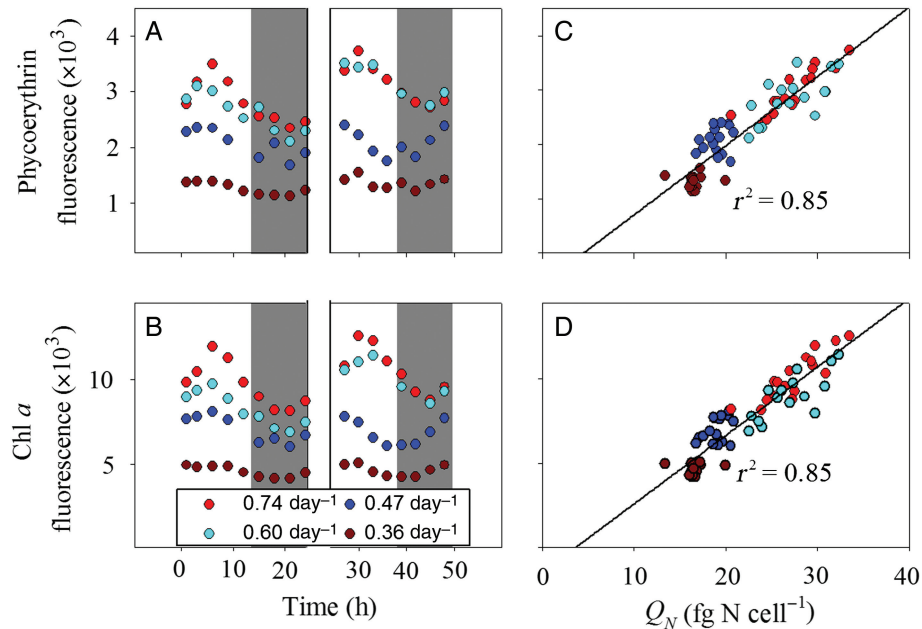 A
C
Phycoerythrin
fluorescence (×10³)
4
3
2
1
r² = 0.85
B
D
Chl a
fluorescence (×10³)
10
5
r² = 0.85
0.74 day⁻¹
0.47 day⁻¹
0.60 day⁻¹
0.36 day⁻¹
0 10 20 30 40 50 60
0 10 20 30 40
Time (h)
Q_N (fg N cell⁻¹)